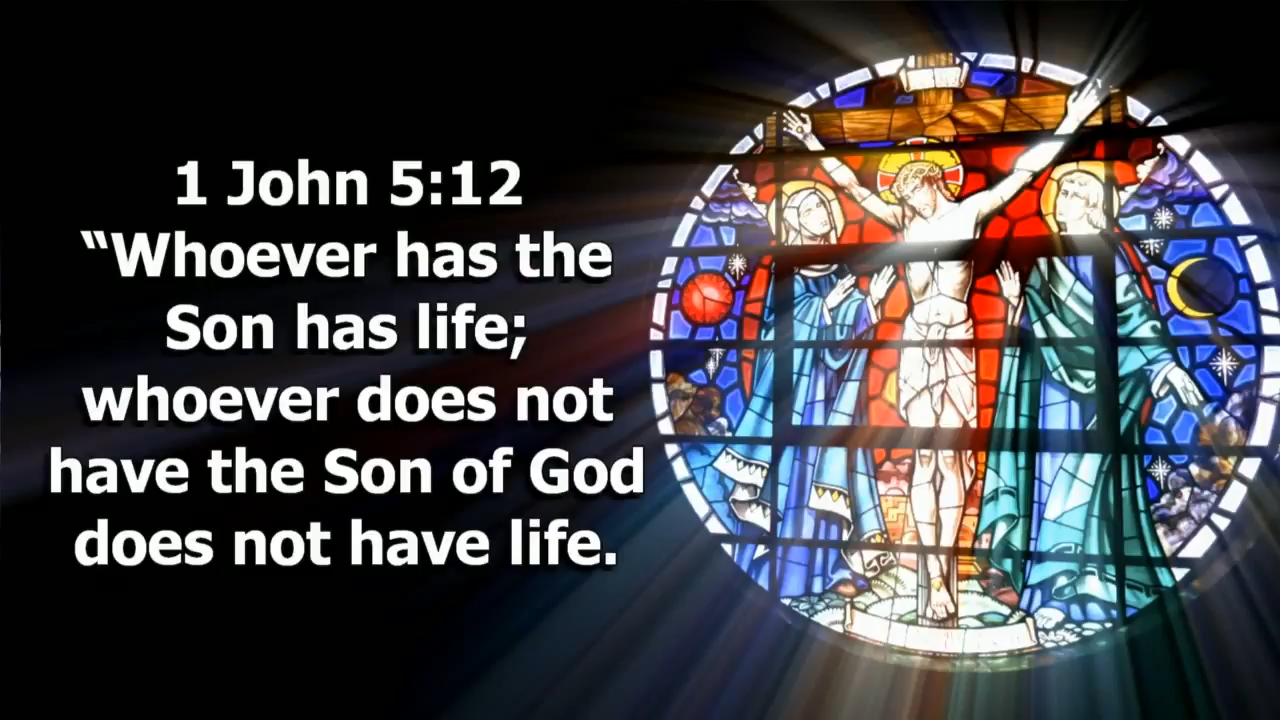 1 John 5:12
“Whoever has the
Son has life;
whoever does not
have the Son of God
does not have life.